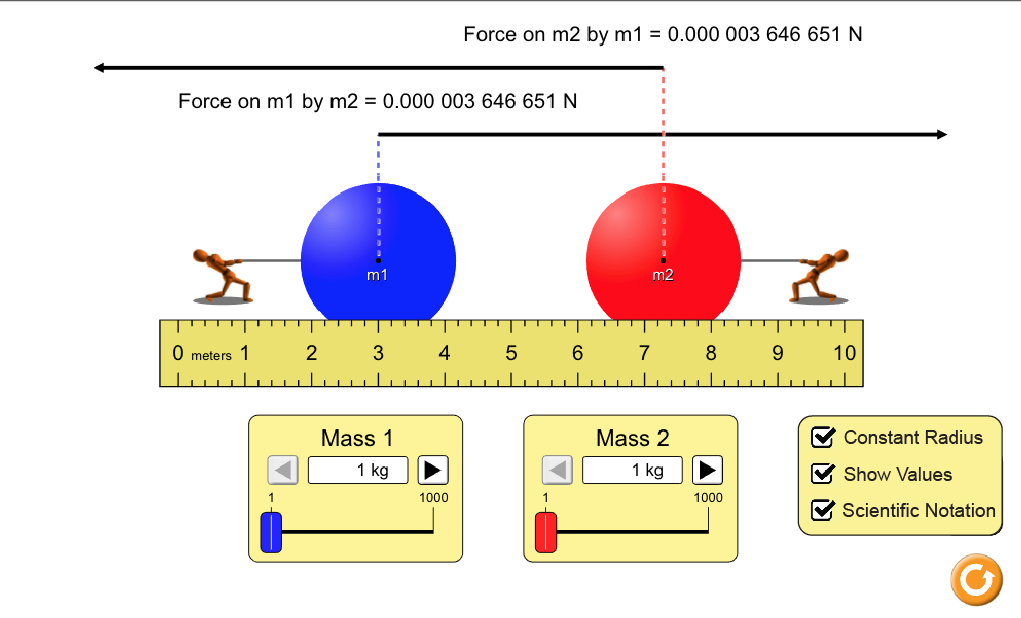 Force on m2 by m1 = 0.000 003 646 651 N
Force on m1 by m2 = 0.000 003 646 651 N
m1
m2
0 meters 1 2 3 4 5 6 7 8 9 10
Mass 1
1 kg
1 1000
Mass 2
1 kg
1 1000
Constant Radius
Show Values
Scientific Notation